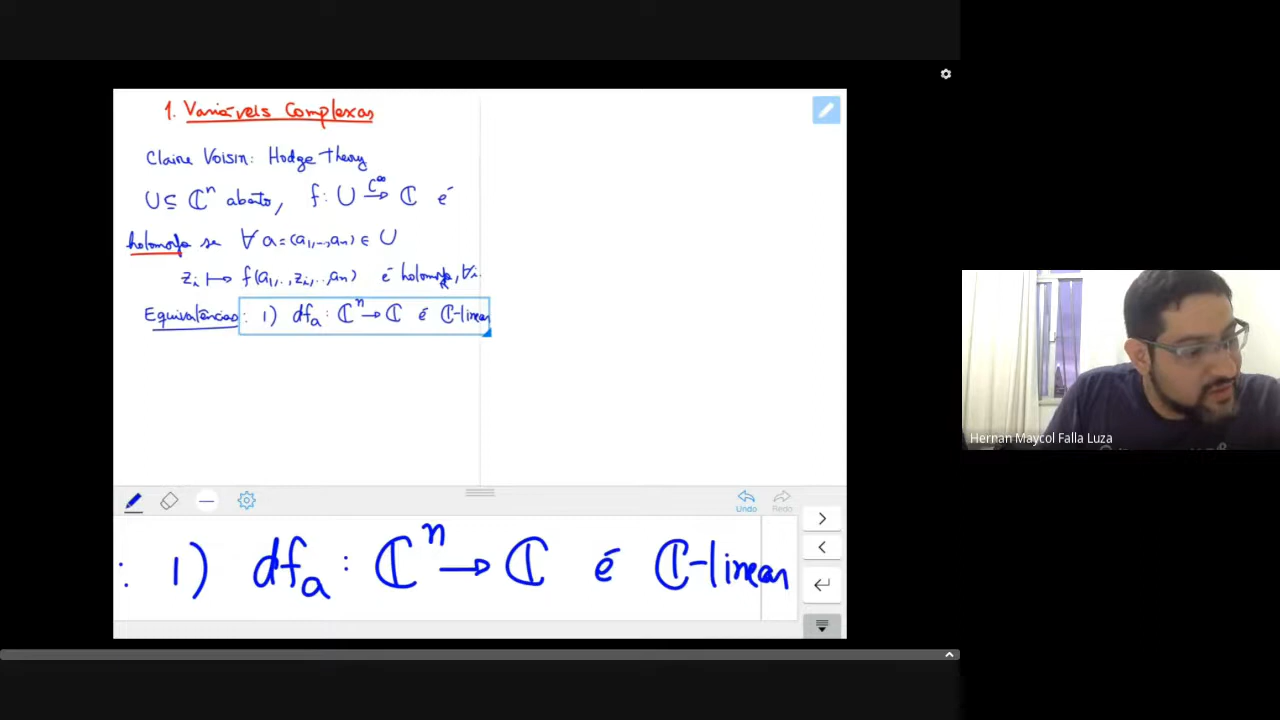 1. Variáveis Complexas
Claire Voisin: Hodge Theory
U ⊆ ℂⁿ aberto, f: U →^{C^∞} ℂ é
holomorfa se ∀ a = (a₁,...,aₙ) ∈ U
zᵢ ↦ f(a₁,..,zᵢ,..,aₙ) é holomorfa, ∀i.
Equivalências: 1) dfₐ: ℂⁿ → ℂ é ℂ-linear
Undo Redo
: 1) dfₐ: ℂⁿ → ℂ é ℂ-linear
Hernan Maycol Falla Luza